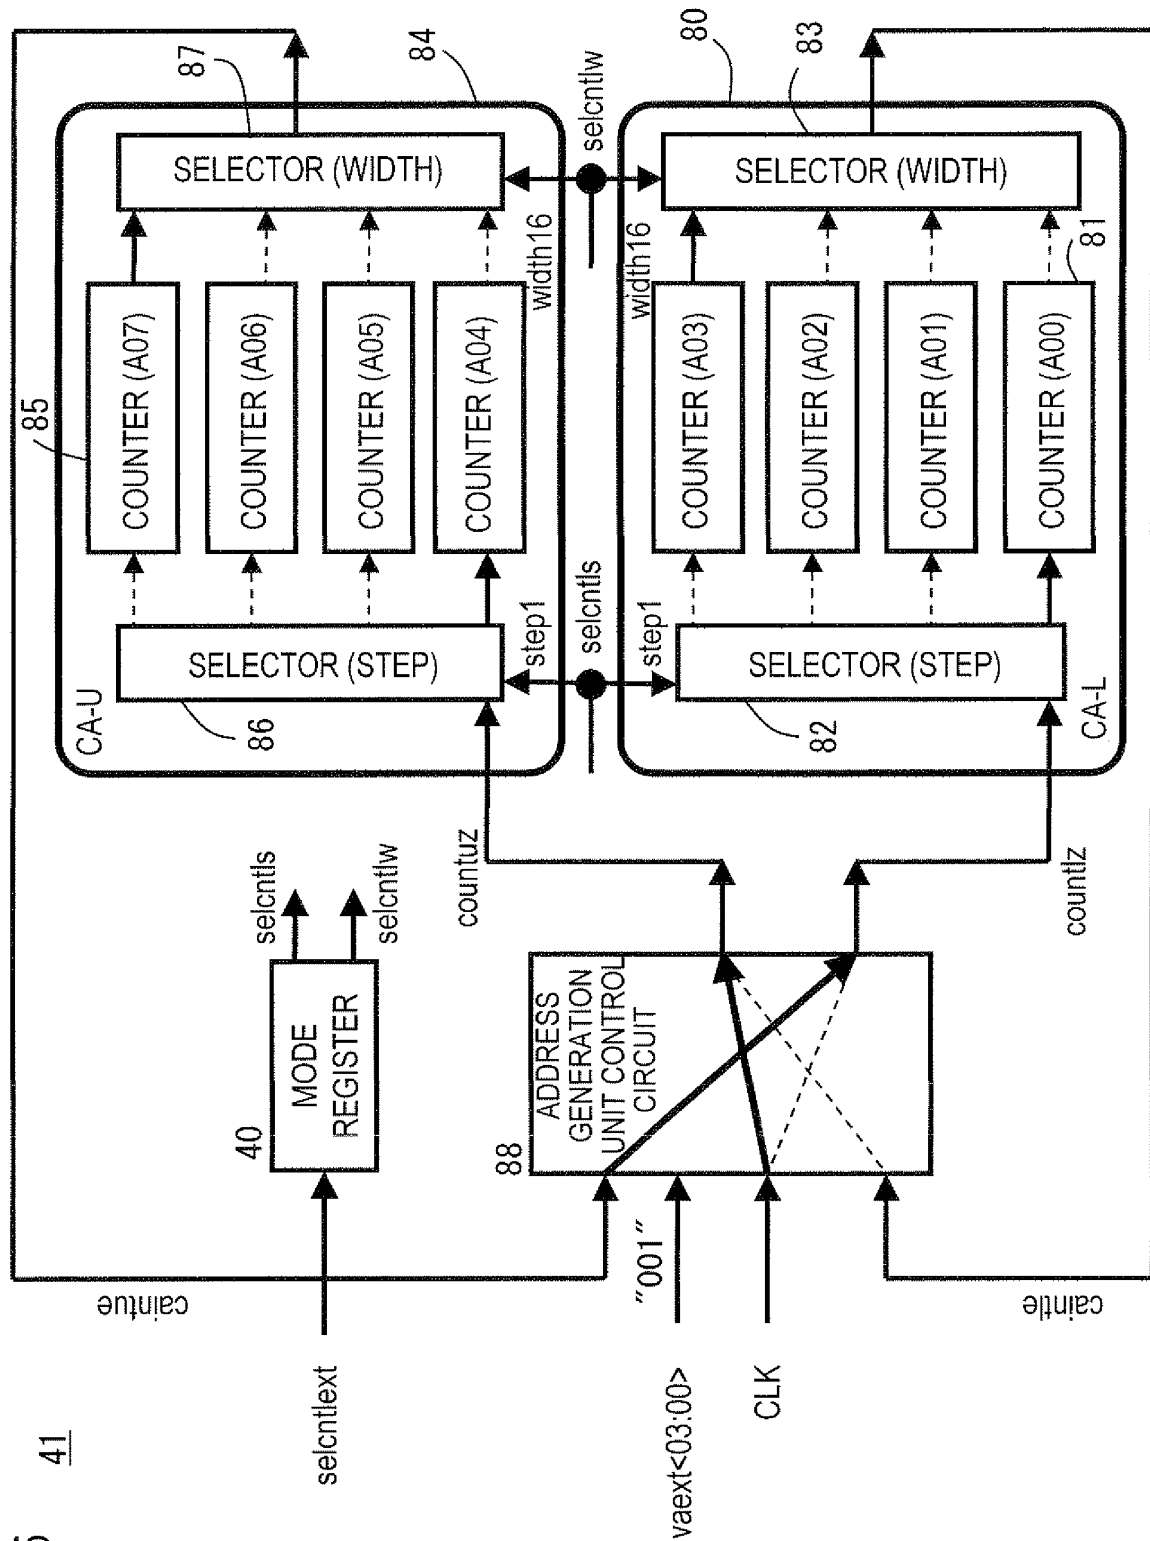 41
selcntlext
40
MODE
REGISTER
selcntls
selcntlw
vaext<03:00>
"001"
CLK
caintue
caintle
88
ADDRESS
GENERATION
UNIT CONTROL
CIRCUIT
countuz
countlz
CA-U
86
SELECTOR (STEP)
step1
85
COUNTER (A07)
COUNTER (A06)
COUNTER (A05)
COUNTER (A04)
width16
87
SELECTOR (WIDTH)
84
selcntls
selcntlw
CA-L
82
SELECTOR (STEP)
step1
COUNTER (A03)
COUNTER (A02)
COUNTER (A01)
COUNTER (A00)
81
width16
83
SELECTOR (WIDTH)
80